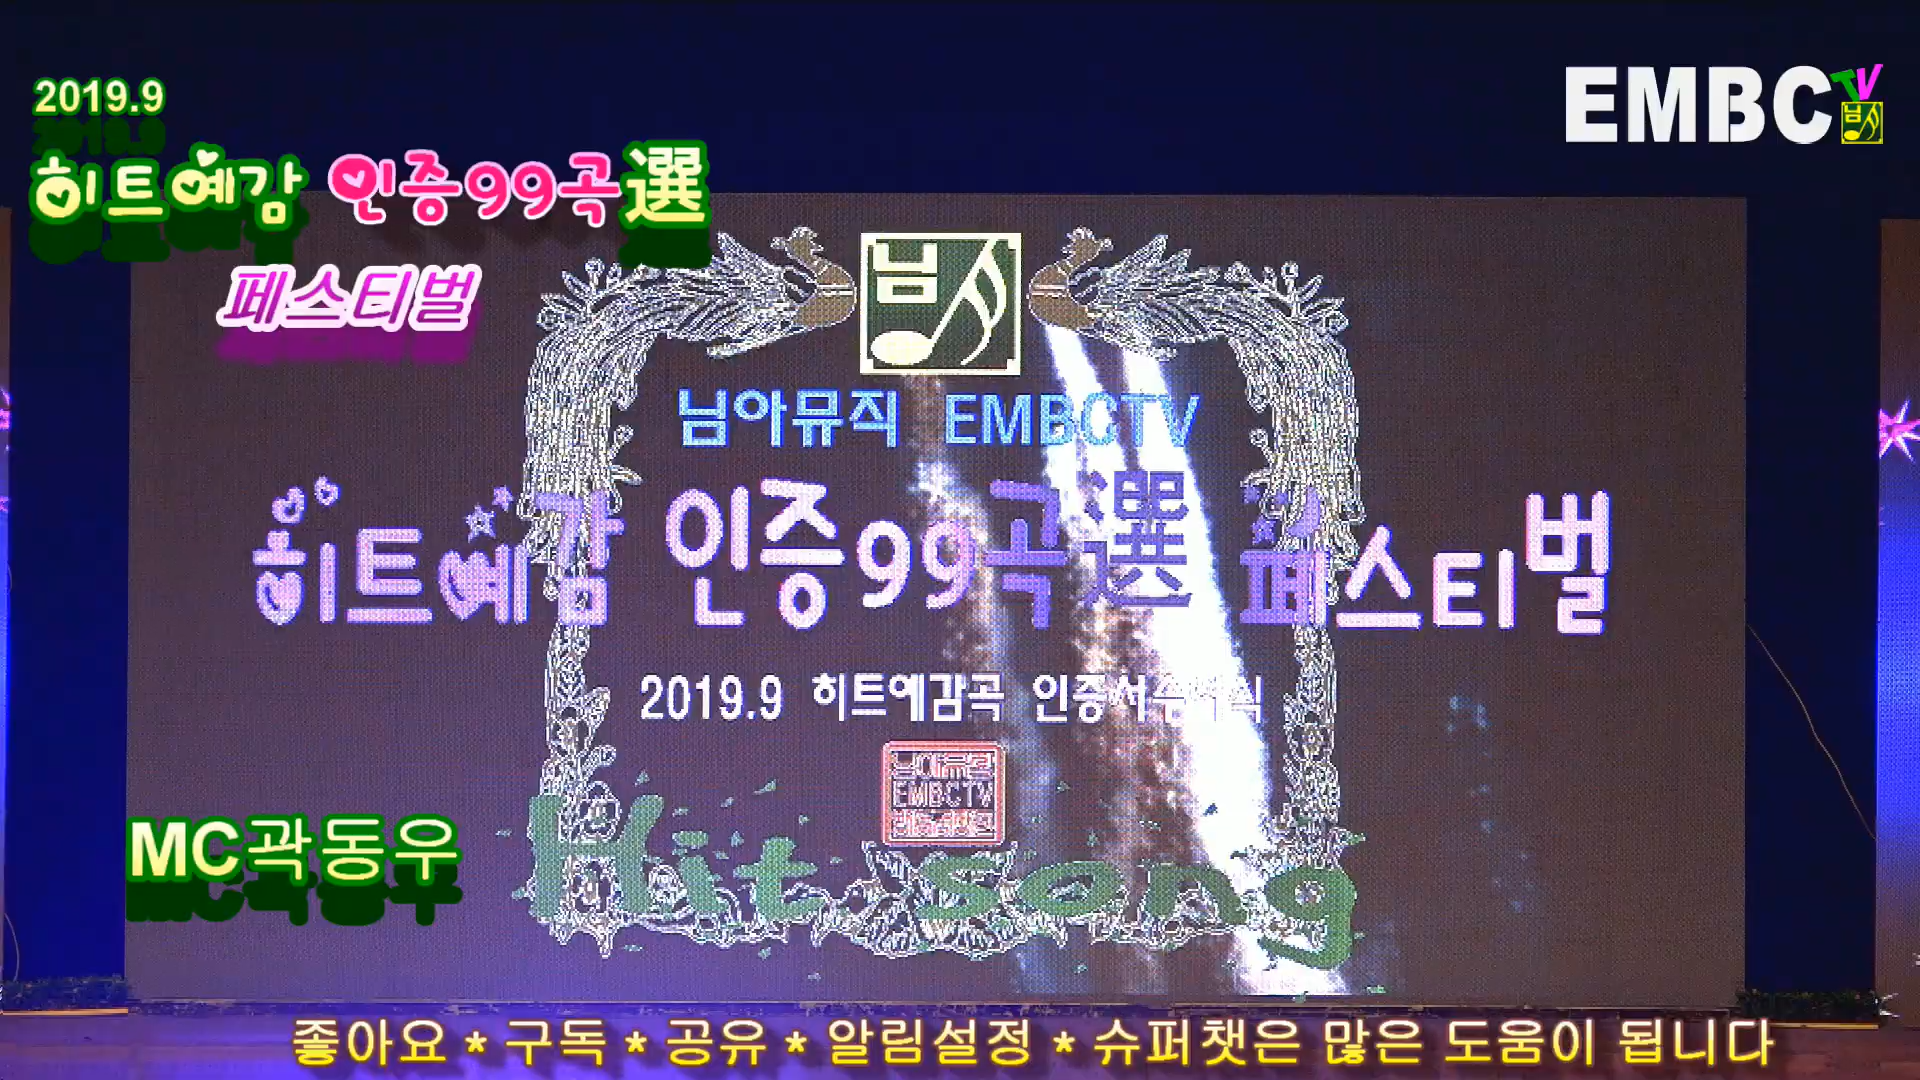 2019.9
히트예감 인증99곡選
페스티벌
EMBC TV
님
님
님아뮤직 EMBCTV
히트예감 인증99곡選 페스티벌
2019.9 히트예감곡 인증서
EMBCTV
Hit song
MC곽동우
좋아요 * 구독 * 공유 * 알림설정 * 슈퍼챗은 많은 도움이 됩니다